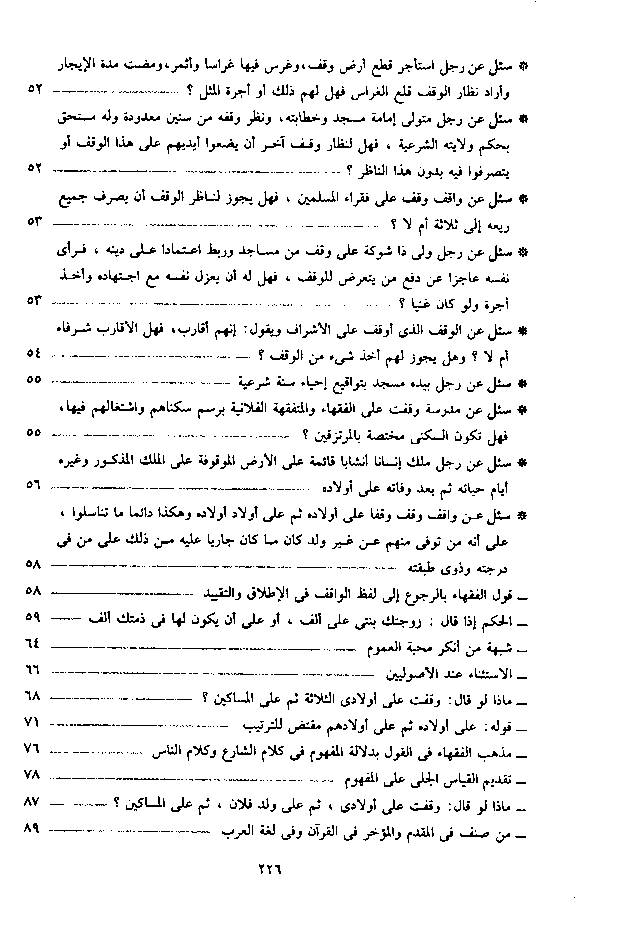 * سئل عن رجل استأجر قطع أرض وقف، وغرس فيها غراسا وأثمر، ومضت مدة الإيجار
وأراد نظار الوقف قلع الغراس فهل لهم ذلك أو أجرة المثل ؟ ٥٢
* سئل عن رجل متولى إمامة مسجد وخطابته، ونظر وقفه من سنين معدودة وله مستحق
بحكم ولايته الشرعية ، فهل لنظار وقف آخر أن يضعوا أيديهم على هذا الوقف أو
يتصرفوا فيه بدون هذا الناظر ؟ ٥٢
* سئل عن واقف وقف على فقراء المسلمين ، فهل يجوز لناظر الوقف أن يصرف جميع
ريعه إلى ثلاثة أم لا ؟ ٥٣
* سئل عن رجل ولى ذا شوكة على وقف من مساجد وربط اعتمادا على دينه ، فرأى
نفسه عاجزا عن دفع من يتعرض للوقف ، فهل له أن يعزل نفسه مع اجتهاده وأخذ
أجرة ولو كان غنيا ؟ ٥٣
* سئل عن الوقف الذى أوقف على الأشراف ويقول: إنهم أقارب، فهل الأقارب شرفاء
أم لا ؟ وهل يجوز لهم أخذ شىء من الوقف ؟ ٥٤
* سئل عن رجل بيده مسجد بتواقيع إحياء سنة شرعية ٥٥
* سئل عن مدرسة وقفت على الفقهاء والمتفقهة الفلانية برسم سكناهم واشتغالهم فيها،
فهل تكون السكنى مختصة بالمرتزقين ؟ ٥٥
* سئل عن رجل ملك إنسانا أنشابا قائمة على الأرض الموقوفة على الملك المذكور وغيره
أيام حياته ثم بعد وفاته على أولاده ٥٦
* سئل عن واقف وقف وقفا على أولاده ثم على أولاد أولاده وهكذا دائما ما تناسلوا ،
على أنه من توفى منهم عن غير ولد كان ما كان جاريا عليه من ذلك على من فى
درجته وذوى طبقته ٥٨
ـ قول الفقهاء بالرجوع إلى لفظ الواقف فى الإطلاق والتقييد ٥٨
ـ الحكم إذا قال : زوجتك بنتى على ألف ، أو على أن يكون لها فى ذمتك ألف ٥٩
ـ شبهة من أنكر محبة العموم ٦٤
ـ الاستثناء عند الأصوليين ٦٦
ـ ماذا لو قال: وقفت على أولادى الثلاثة ثم على المساكين ؟ ٦٨
ـ قوله: على أولاده ثم على أولادهم مقتض للترتيب ٧١
ـ مذهب الفقهاء فى القول بدلالة المفهوم فى كلام الشارع وكلام الناس ٧٦
ـ تقديم القياس الجلى على المفهوم ٧٨
ـ ماذا لو قال: وقفت على أولادى ، ثم على ولد فلان ، ثم على المساكين ؟ ٨٧
ـ من صنف فى المقدم والمؤخر فى القرآن وفى لغة العرب ٨٩
٢٢٦